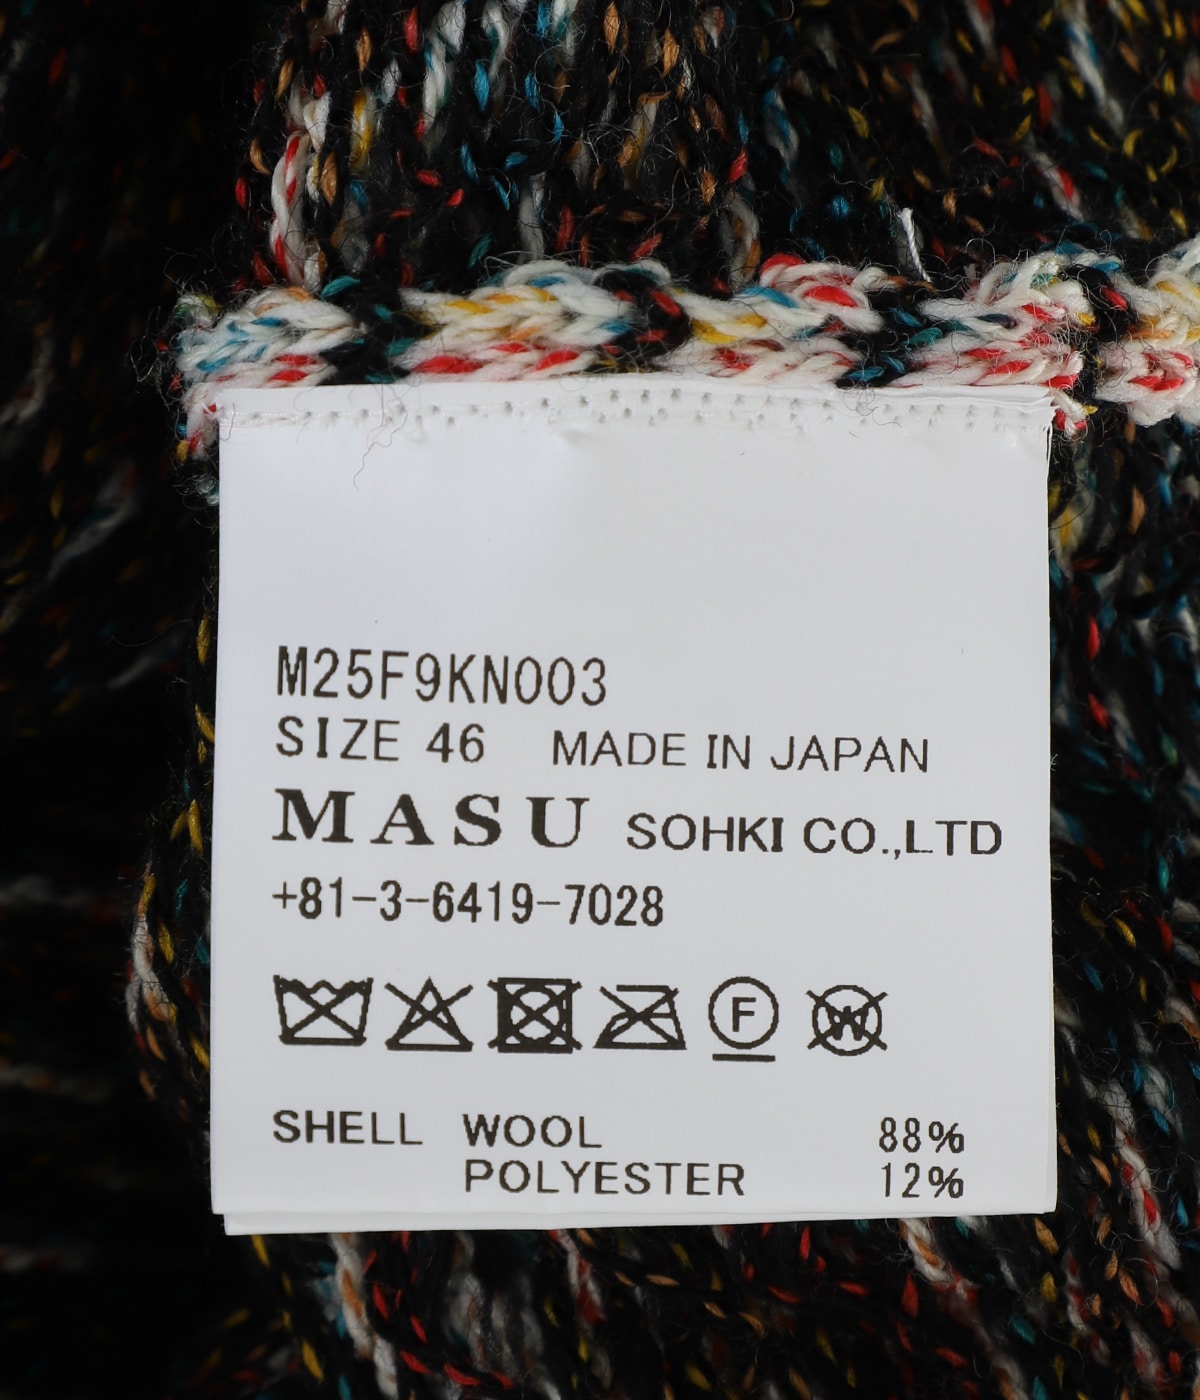 M25F9KN003
SIZE 46 MADE IN JAPAN
MASU SOHKI CO.,LTD
+81-3-6419-7028
F W
SHELL WOOL 88%
POLYESTER 12%